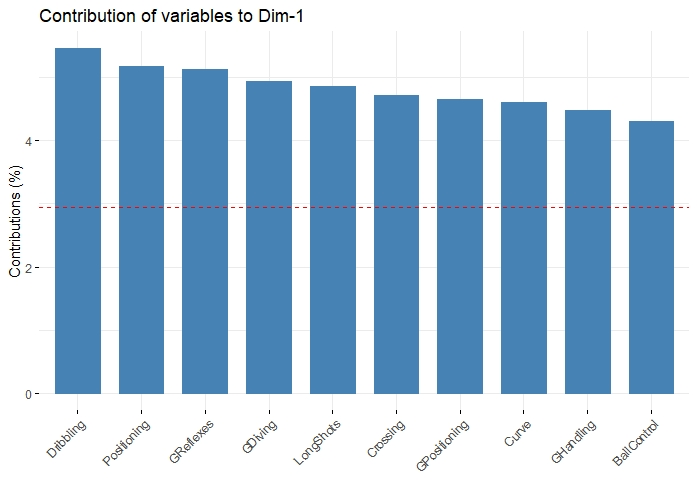 Contribution of variables to Dim-1
Contributions (%)
4
2
0
Dribbling
Positioning
GReflexes
GDiving
LongShots
Crossing
GPositioning
Curve
GHandling
BallControl